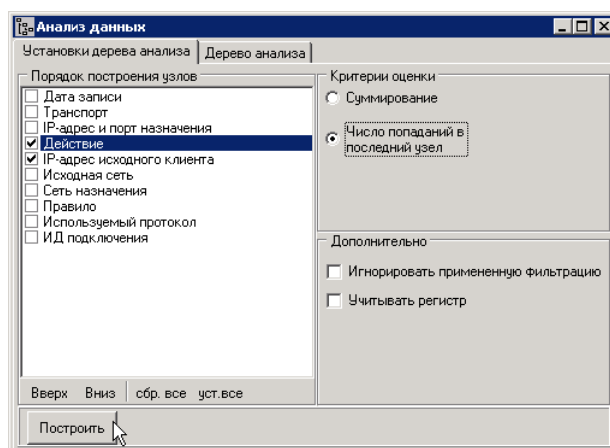 Анализ данных
Установки дерева анализа
Дерево анализа
Порядок построения узлов
Дата записи
Транспорт
IP-адрес и порт назначения
Действие
IP-адрес исходного клиента
Исходная сеть
Сеть назначения
Правило
Используемый протокол
ИД подключения
Вверх Вниз сбр. все уст.все
Критерии оценки
Суммирование
Число попаданий в
последний узел
Дополнительно
Игнорировать примененную фильтрацию
Учитывать регистр
Построить